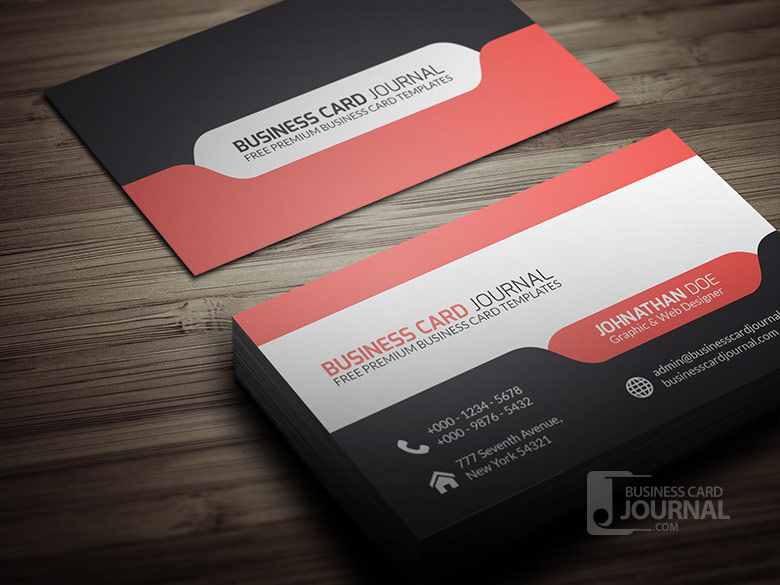 BUSINESS CARD JOURNAL
FREE PREMIUM BUSINESS CARD TEMPLATES
BUSINESS CARD JOURNAL
FREE PREMIUM BUSINESS CARD TEMPLATES
JOHNATHAN DOE
Graphic & Web Designer
+000 - 1234 - 5678
+000 - 9876 - 5432
777 Seventh Avenue,
New York 54321
admin@businesscardjournal
businesscardjournal.com
BUSINESS CARD
JOURNAL
.COM